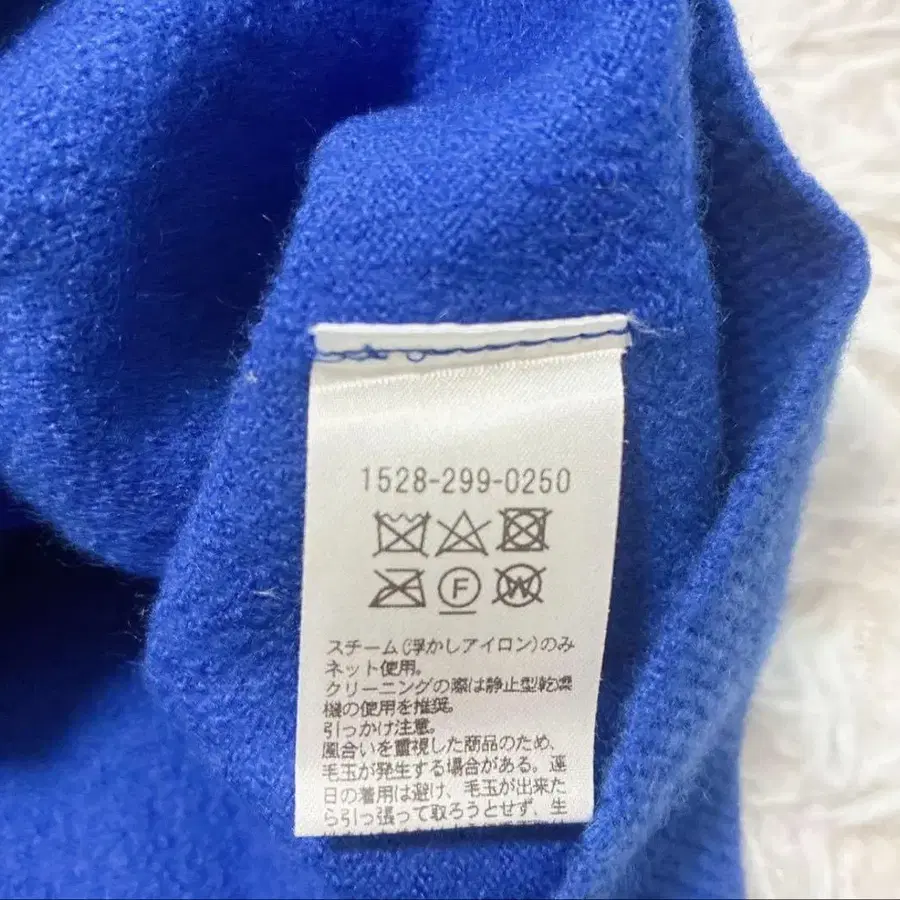 1528-299-0250
F
W
スチーム(浮かしアイロン)のみ
ネット使用。
クリーニングの際は静止型乾燥
機の使用を推奨。
引っかけ注意。
風合いを重視した商品のため、
毛玉が発生する場合がある。連
日の着用は避け、毛玉が出来た
ら引っ張って取ろうとせず、生